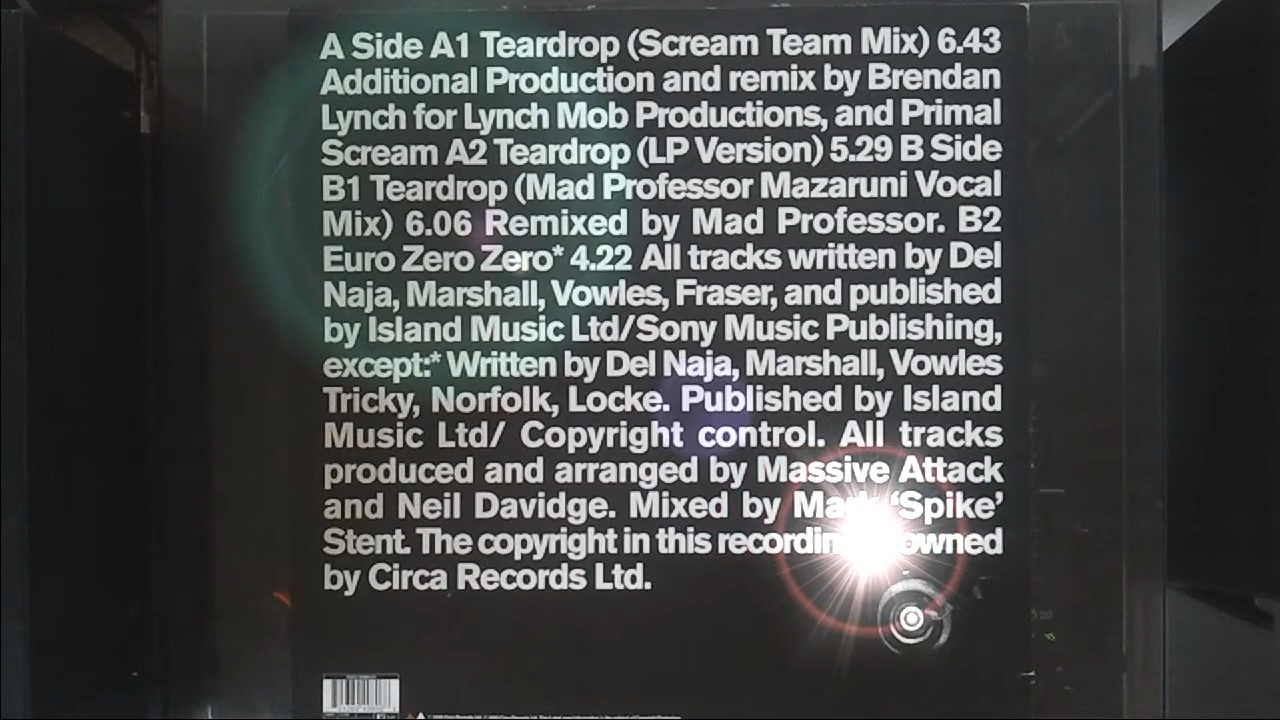 A Side A1 Teardrop (Scream Team Mix) 6.43
Additional Production and remix by Brendan
Lynch for Lynch Mob Productions, and Primal
Scream A2 Teardrop (LP Version) 5.29 B Side
B1 Teardrop (Mad Professor Mazaruni Vocal
Mix) 6.06 Remixed by Mad Professor. B2
Euro Zero Zero* 4.22 All tracks written by Del
Naja, Marshall, Vowles, Fraser, and published
by Island Music Ltd/Sony Music Publishing,
except:* Written by Del Naja, Marshall, Vowles
Tricky, Norfolk, Locke. Published by Island
Music Ltd/ Copyright control. All tracks
produced and arranged by Massive Attack
and Neil Davidge. Mixed by Mark ‘Spike’
Stent. The copyright in this recording owned
by Circa Records Ltd.